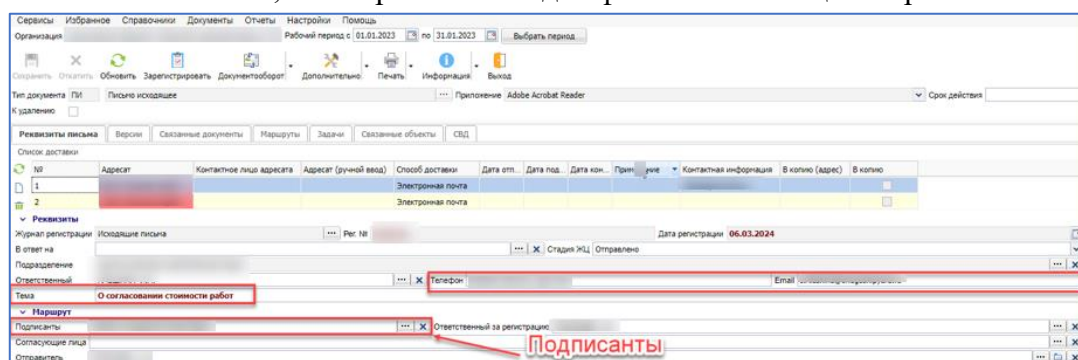 Сервисы Избранное Справочники Документы Отчеты Настройки Помощь
Организация Рабочий период с 01.01.2023 по 31.01.2023 Выбрать период
Сохранить Откатить Обновить Зарегистрировать Документооборот Дополнительно Печать Информация Выход
Тип документа ПИ Письмо исходящее ... Приложение Adobe Acrobat Reader Срок действия
К удалению
Реквизиты письма Версии Связанные документы Маршруты Задачи Связанные объекты СВД
Список доставки
№ Адресат Контактное лицо адресата Адресат (ручной ввод) Способ доставки Дата отп... Дата под... Дата кон... Контактная информация В копию (адрес) В копию
1 Электронная почта
2 Электронная почта
Реквизиты
Журнал регистрации Исходящие письма ... Рег. № Дата регистрации 06.03.2024
В ответ на ... X Стадия ЖЦ Отправлено
Подразделение ... X
Ответственный ... X Телефон Email
Тема О согласовании стоимости работ
Маршрут
Подписанты ... X Ответственный за регистрацию ... X
Согласующие лица ... X
Подписанты
Отправитель ... X